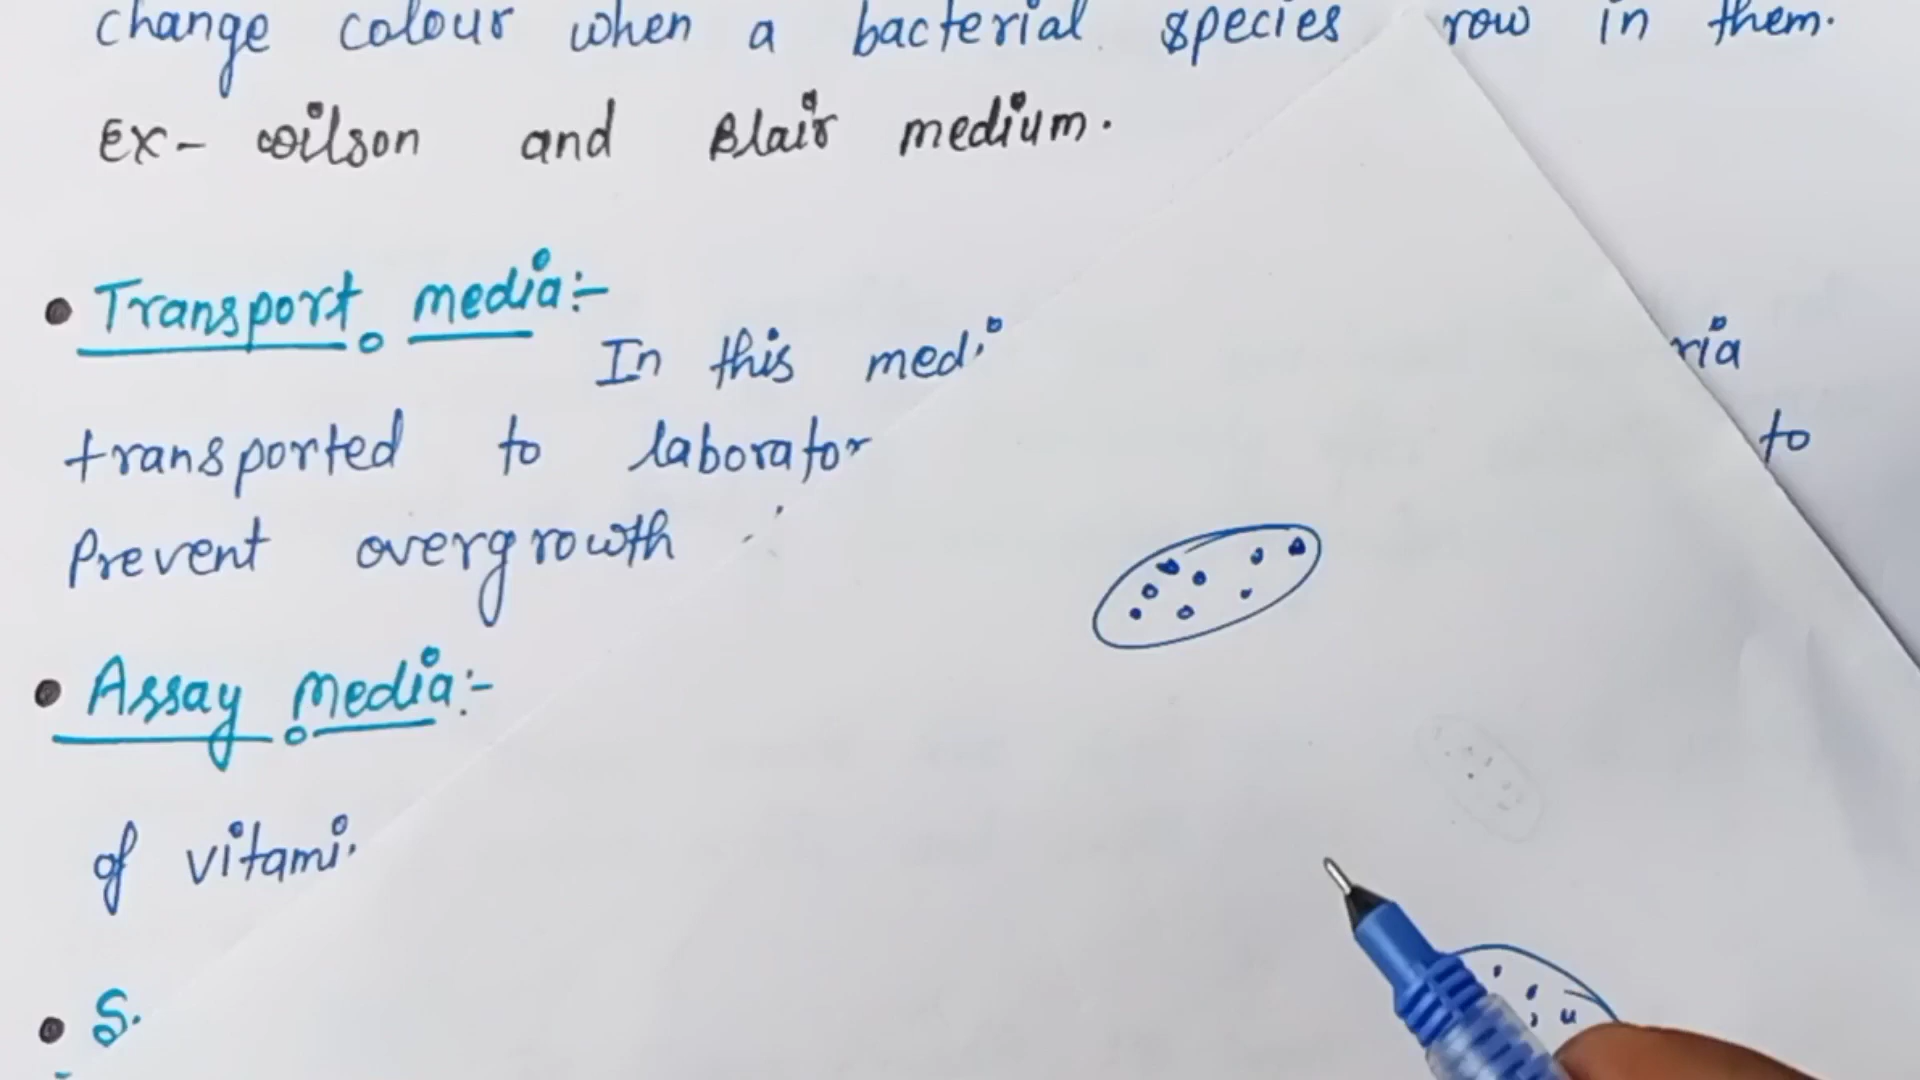 change colour when a bacterial species row in them.
Ex- Wilson and Blair medium.
• Transport media:-
In this medi ria
transported to laborator to
Prevent overgrowth
• Assay Media:-
of vitami
• S